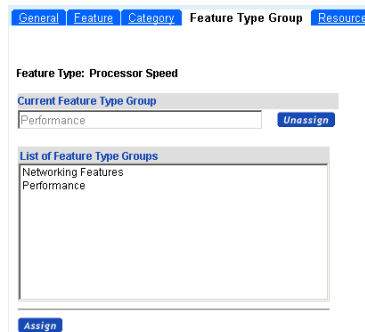 General Feature Category Feature Type Group Resource
Feature Type: Processor Speed
Current Feature Type Group
Performance Unassign
List of Feature Type Groups
Networking Features
Performance
Assign